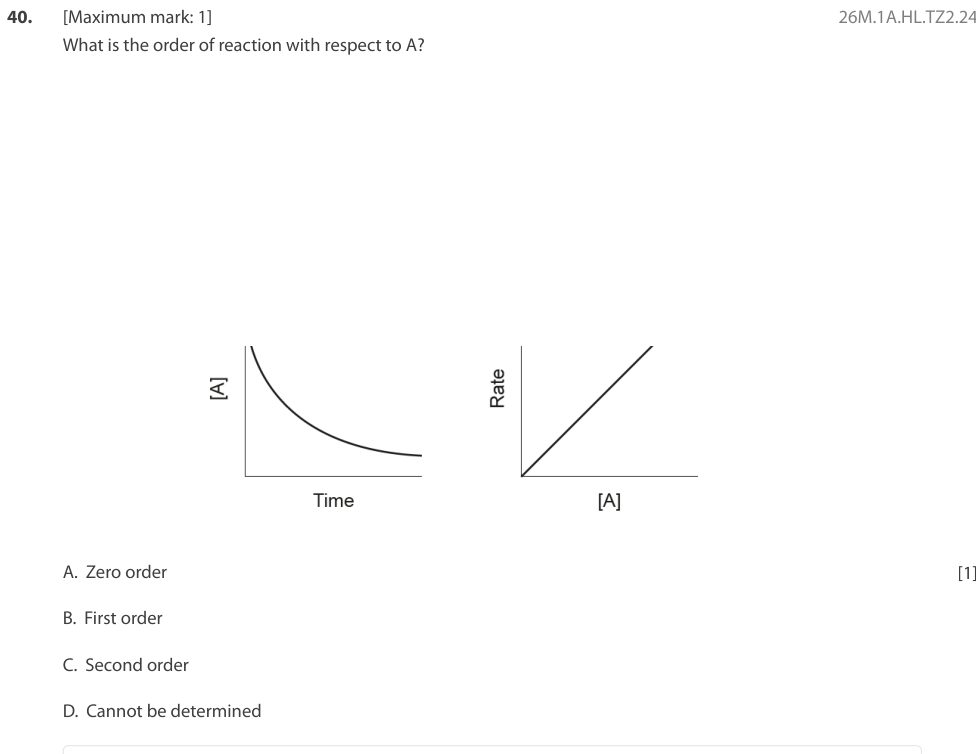 40. [Maximum mark: 1] 26M.1A.HL.TZ2.24
What is the order of reaction with respect to A?
[A] Rate
Time [A]
A. Zero order [1]
B. First order
C. Second order
D. Cannot be determined